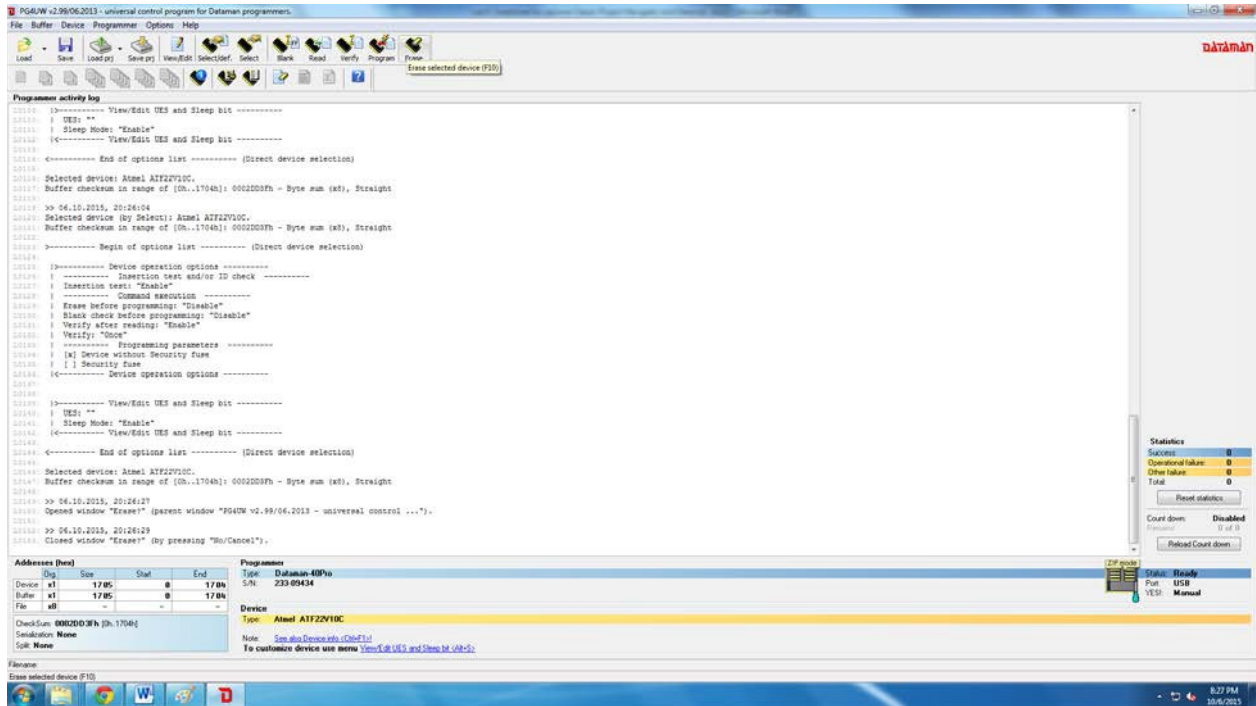 PG4UW v2.99/06.2013 - universal control program for Dataman programmers.
File Buffer Device Programmer Options Help
Load Save Load prj Save prj View/Edit Select/def. Select Blank Read Verify Program Erase
DATAMAN
Erase selected device (F10)
Programmer activity log
|>---------- View/Edit UES and Sleep bit ----------
| UES: ""
| Sleep Mode: "Enable"
|<---------- View/Edit UES and Sleep bit ----------
<---------- End of options list ---------- (Direct device selection)
Selected device: Atmel ATF22V10C.
Buffer checksum in range of [0h..1704h]: 0002DD3Fh - Byte sum (x8), Straight
>> 06.10.2015, 20:26:04
Selected device (by Select): Atmel ATF22V10C.
Buffer checksum in range of [0h..1704h]: 0002DD3Fh - Byte sum (x8), Straight
>---------- Begin of options list ---------- (Direct device selection)
|>---------- Device operation options ----------
| ---------- Insertion test and/or ID check ----------
| Insertion test: "Enable"
| ---------- Command execution ----------
| Erase before programming: "Disable"
| Blank check before programming: "Disable"
| Verify after reading: "Enable"
| Verify: "Once"
| ---------- Programming parameters ----------
| [x] Device without Security fuse
| [ ] Security fuse
|<---------- Device operation options ----------
|>---------- View/Edit UES and Sleep bit ----------
| UES: ""
| Sleep Mode: "Enable"
|<---------- View/Edit UES and Sleep bit ----------
<---------- End of options list ---------- (Direct device selection)
Selected device: Atmel ATF22V10C.
Buffer checksum in range of [0h..1704h]: 0002DD3Fh - Byte sum (x8), Straight
>> 06.10.2015, 20:26:27
Opened window "Erase?" (parent window "PG4UW v2.99/06.2013 - universal control ...").
>> 06.10.2015, 20:26:29
Closed window "Erase?" (by pressing "No/Cancel").
Statistics
Success: 0
Operational failure: 0
Other failure: 0
Total: 0
Reset statistics
Count down: Disabled
Remains: 0 of 0
Reload Count down
Addresses (hex)
Org. Size Start End
Device x1 1705 0 1704
Buffer x1 1705 0 1704
File x8 - - -
CheckSum: 0002DD3Fh [0h..1704h]
Serialization: None
Split: None
Programmer
Type: Dataman-40Pro
S/N: 233-09434
Device
Type: Atmel ATF22V10C
Note: See also Device info <Ctrl+F1>!
To customize device use menu View/Edit UES and Sleep bit <Alt+S>
ZIF mode
Status: Ready
Port: USB
YES!: Manual
Filename:
Erase selected device (F10)
8:27 PM
10/6/2015